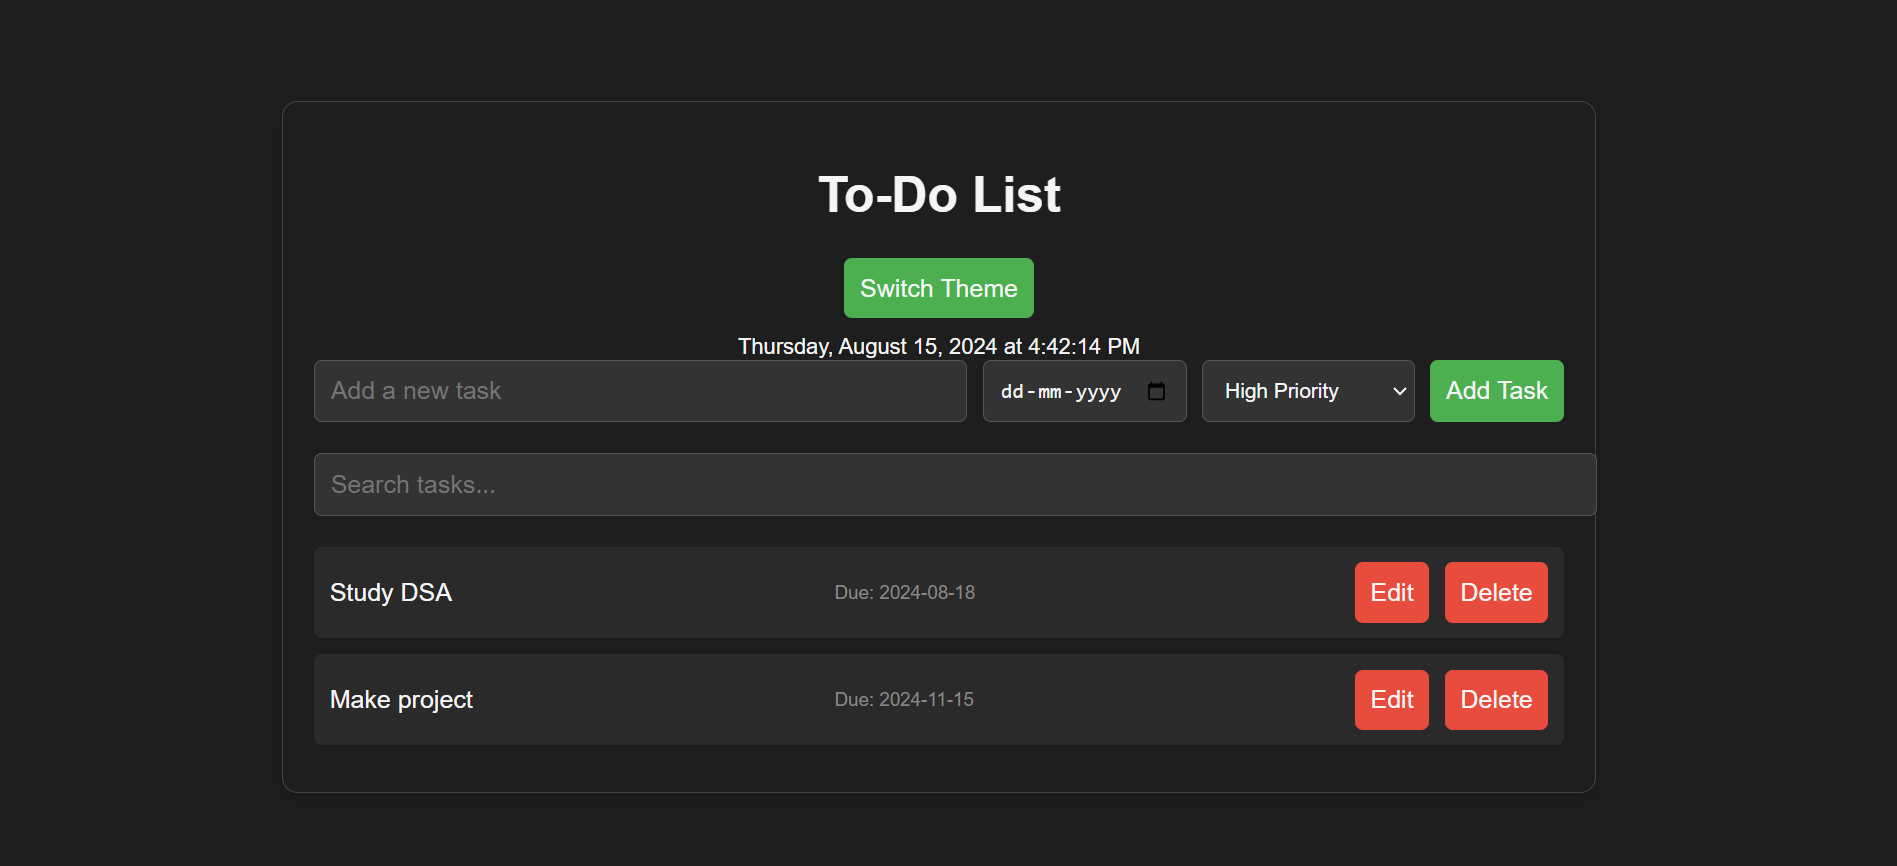 To-Do List
Switch Theme
Thursday, August 15, 2024 at 4:42:14 PM
Add a new task dd-mm-yyyy High Priority Add Task
Search tasks...
Study DSA Due: 2024-08-18 Edit Delete
Make project Due: 2024-11-15 Edit Delete